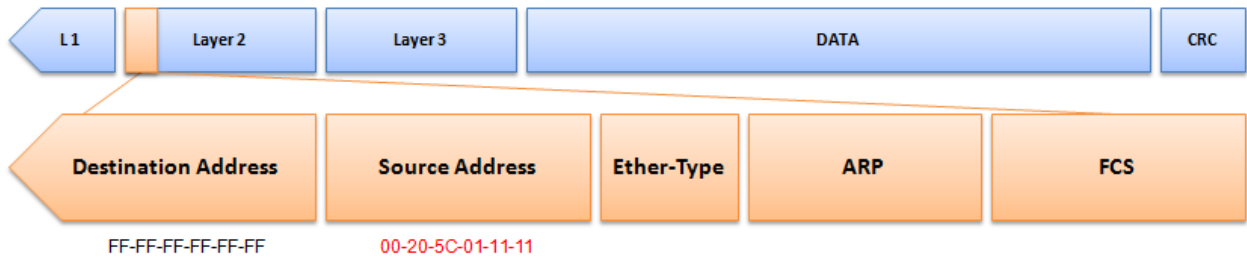 L 1 Layer 2 Layer 3 DATA CRC
Destination Address Source Address Ether-Type ARP FCS
FF-FF-FF-FF-FF-FF 00-20-5C-01-11-11